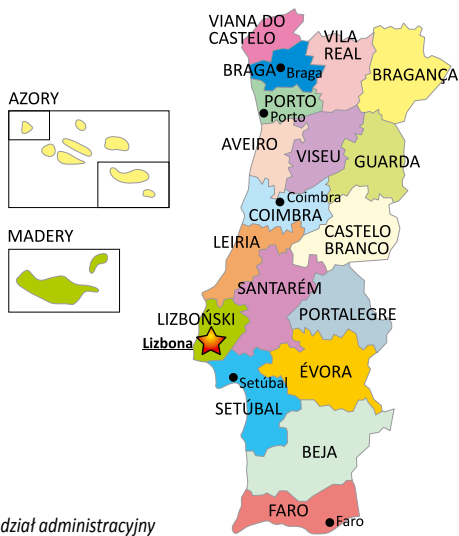 VIANA DO
CASTELO
VILA
REAL
BRAGA
Braga
BRAGANÇA
AZORY
PORTO
Porto
AVEIRO
VISEU
GUARDA
Coimbra
COIMBRA
CASTELO
BRANCO
MADERY
LEIRIA
SANTARÉM
LIZBOŃSKI
PORTALEGRE
Lizbona
ÉVORA
Setúbal
SETÚBAL
BEJA
FARO
Faro
dział administracyjny